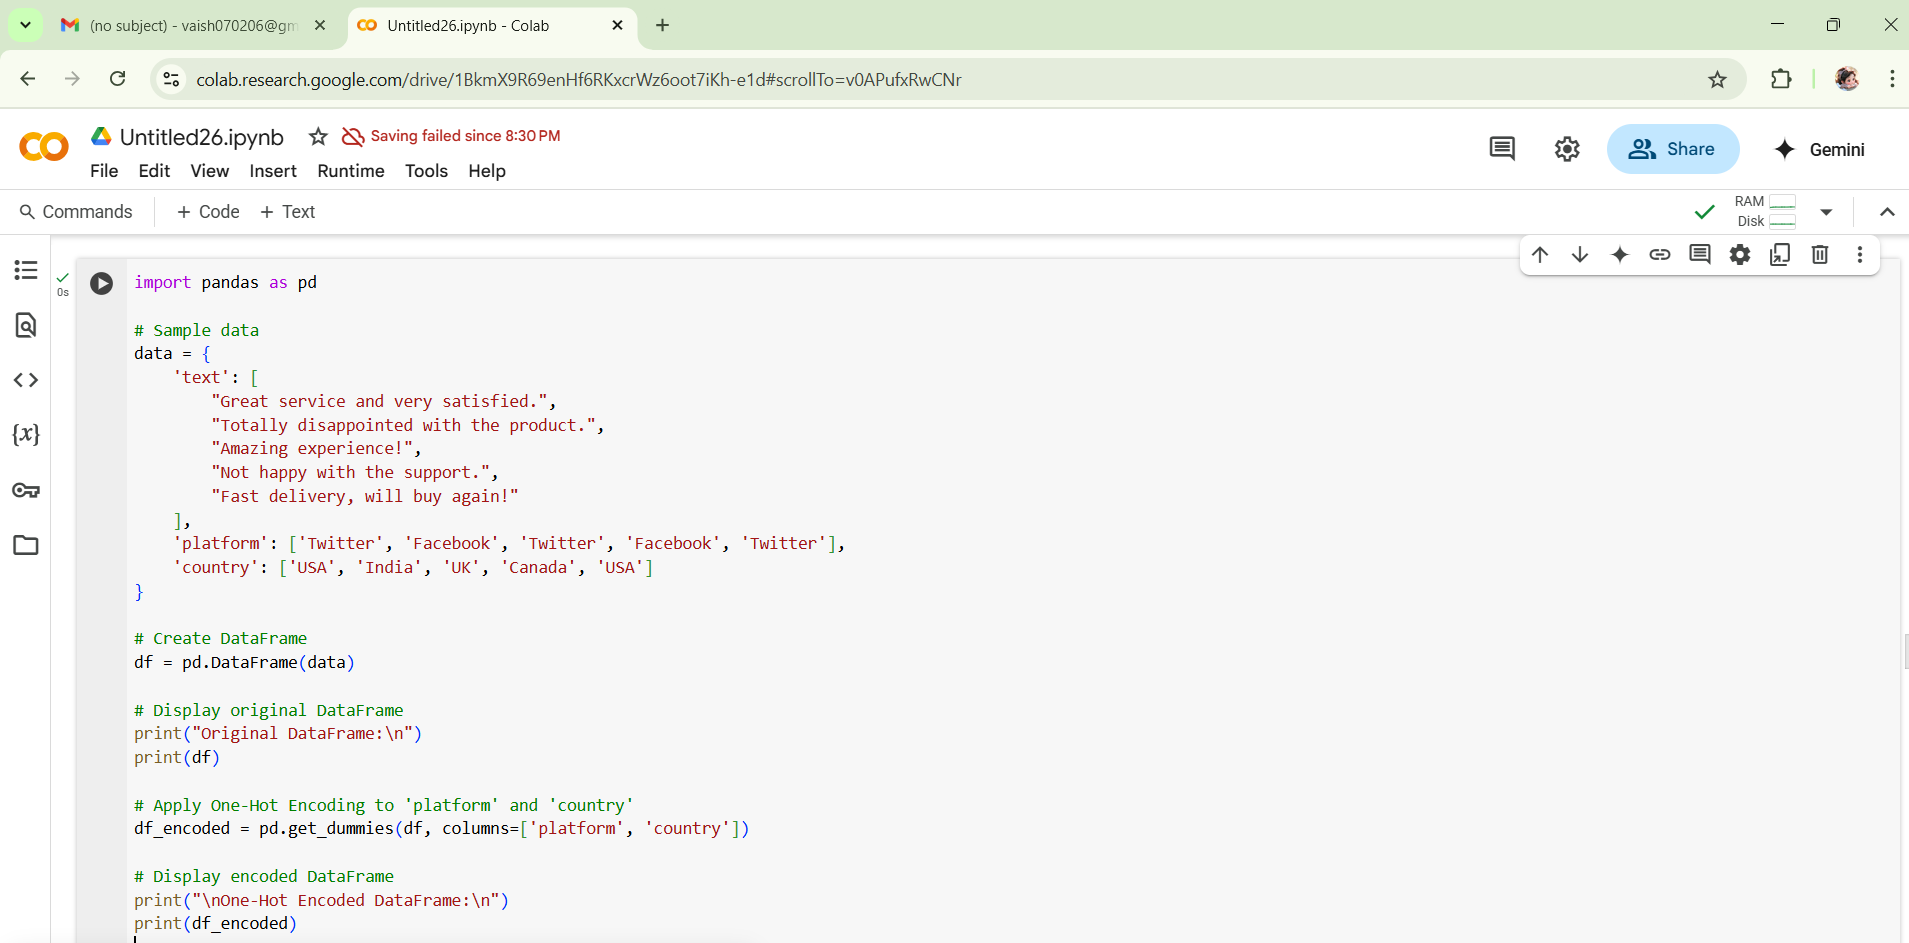 (no subject) - vaish070206@gm
Untitled26.ipynb - Colab
colab.research.google.com/drive/1BkmX9R69enHf6RKxcrWz6oot7iKh-e1d#scrollTo=v0APufxRwCNr
Untitled26.ipynb
Saving failed since 8:30 PM
Share
Gemini
File Edit View Insert Runtime Tools Help
Commands + Code + Text
RAM
Disk
0s
import pandas as pd
# Sample data
data = {
    'text': [
        "Great service and very satisfied.",
        "Totally disappointed with the product.",
        "Amazing experience!",
        "Not happy with the support.",
        "Fast delivery, will buy again!"
    ],
    'platform': ['Twitter', 'Facebook', 'Twitter', 'Facebook', 'Twitter'],
    'country': ['USA', 'India', 'UK', 'Canada', 'USA']
}
# Create DataFrame
df = pd.DataFrame(data)
# Display original DataFrame
print("Original DataFrame:\n")
print(df)
# Apply One-Hot Encoding to 'platform' and 'country'
df_encoded = pd.get_dummies(df, columns=['platform', 'country'])
# Display encoded DataFrame
print("\nOne-Hot Encoded DataFrame:\n")
print(df_encoded)